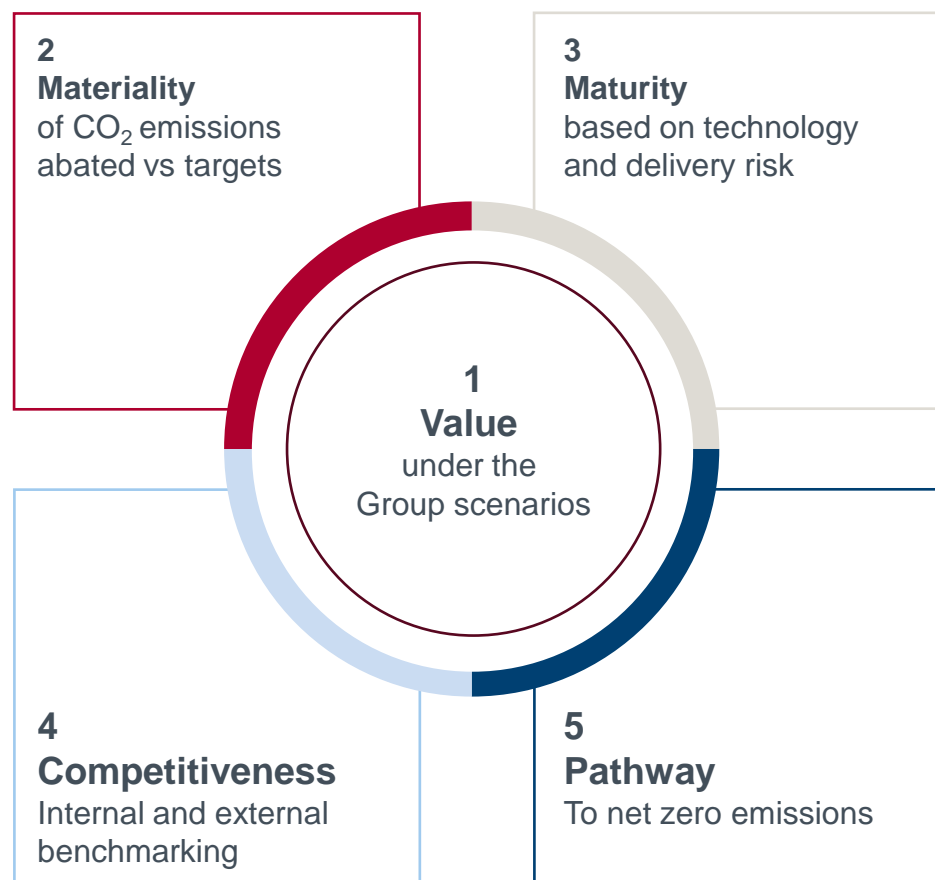 2
Materiality
of CO₂ emissions
abated vs targets
3
Maturity
based on technology
and delivery risk
1
Value
under the
Group scenarios
4
Competitiveness
Internal and external
benchmarking
5
Pathway
To net zero emissions